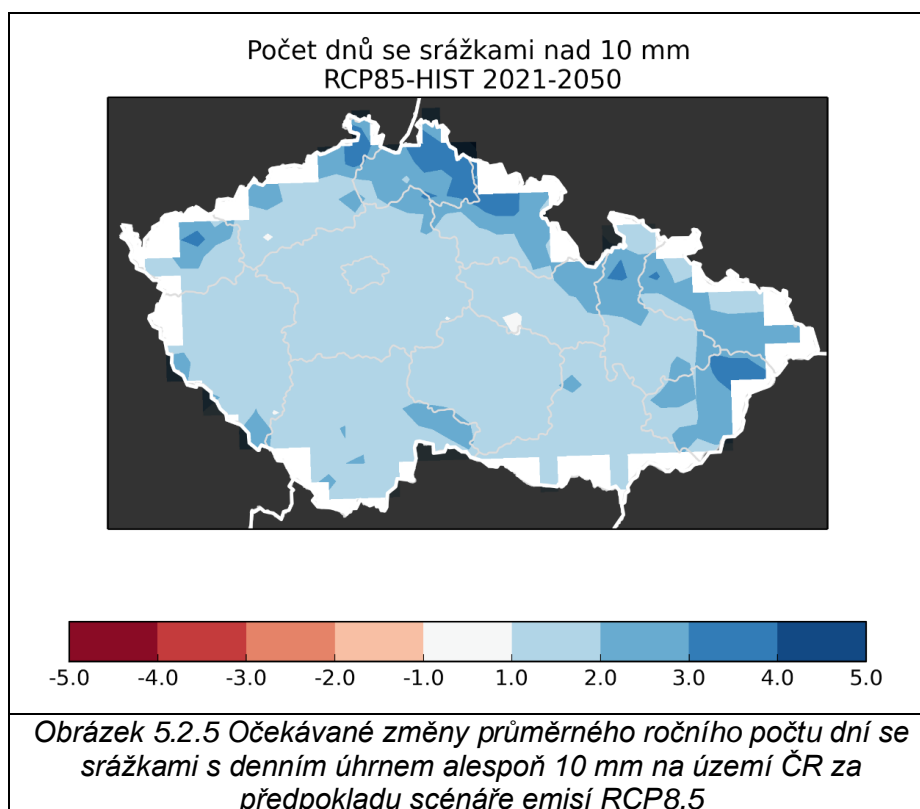 Počet dnů se srážkami nad 10 mm
RCP85-HIST 2021-2050
-5.0 -4.0 -3.0 -2.0 -1.0 1.0 2.0 3.0 4.0 5.0
Obrázek 5.2.5 Očekávané změny průměrného ročního počtu dní se
srážkami s denním úhrnem alespoň 10 mm na území ČR za
předpokladu scénáře emisí RCP8.5